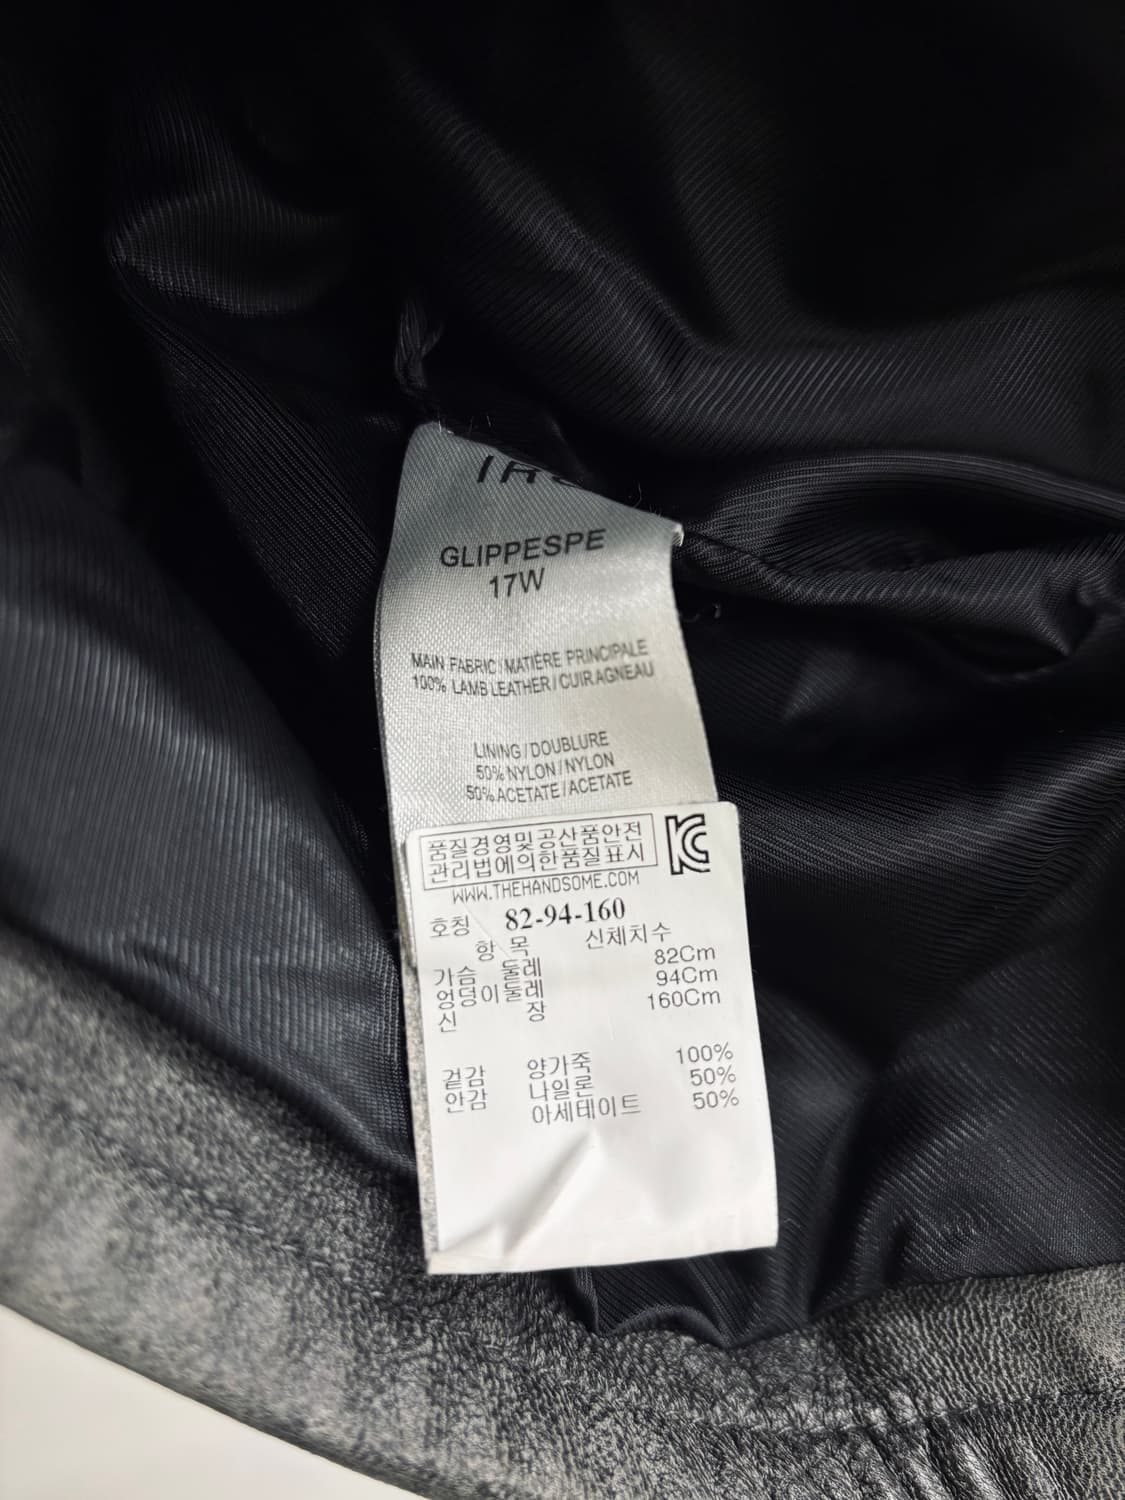 GLIPPESPE
17W
MAIN FABRIC / MATIÈRE PRINCIPALE
100% LAMB LEATHER / CUIR AGNEAU
LINING / DOUBLURE
50% NYLON / NYLON
50% ACETATE / ACETATE
품질경영및공산품안전
관리법에의한품질표시
WWW.THEHANDSOME.COM
호칭 82-94-160
항 목 신체치수
가슴 둘레 82Cm
엉덩이둘레 94Cm
신 장 160Cm
겉감 양가죽 100%
안감 나일론 50%
아세테이트 50%